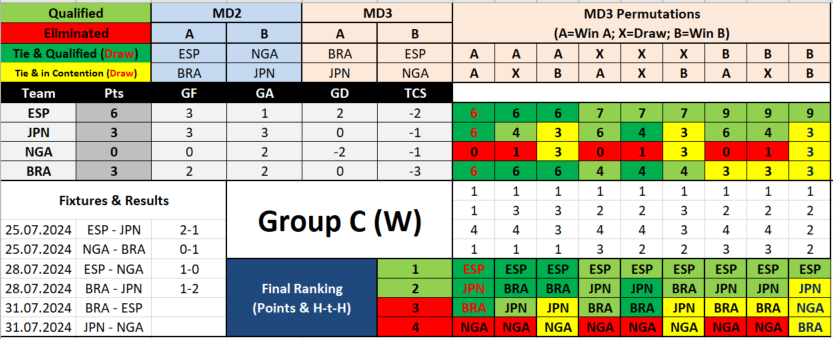 Qualified MD2 MD3 MD3 Permutations
Eliminated A B A B (A=Win A; X=Draw; B=Win B)
Tie & Qualified (Draw) ESP NGA BRA ESP A A A X X X B B B
Tie & in Contention (Draw) BRA JPN JPN NGA A X B A X B A X B
Team Pts GF GA GD TCS
ESP 6 3 1 2 -2 6 6 6 7 7 7 9 9 9
JPN 3 3 3 0 -1 6 4 3 6 4 3 6 4 3
NGA 0 0 2 -2 -1 0 1 3 0 1 3 0 1 3
BRA 3 2 2 0 -3 6 6 6 4 4 4 3 3 3
Fixtures & Results
Group C (W)
1 1 1 1 1 1 1 1 1
1 3 3 2 2 3 2 2 2
4 4 3 4 4 3 4 4 2
1 1 1 3 2 2 3 3 2
25.07.2024 ESP - JPN 2-1
25.07.2024 NGA - BRA 0-1
28.07.2024 ESP - NGA 1-0
28.07.2024 BRA - JPN 1-2
31.07.2024 BRA - ESP
31.07.2024 JPN - NGA
Final Ranking
(Points & H-t-H)
1 ESP ESP ESP ESP ESP ESP ESP ESP ESP
2 JPN BRA BRA JPN JPN BRA JPN JPN JPN
3 BRA JPN JPN BRA BRA JPN BRA BRA NGA
4 NGA NGA NGA NGA NGA NGA NGA NGA BRA